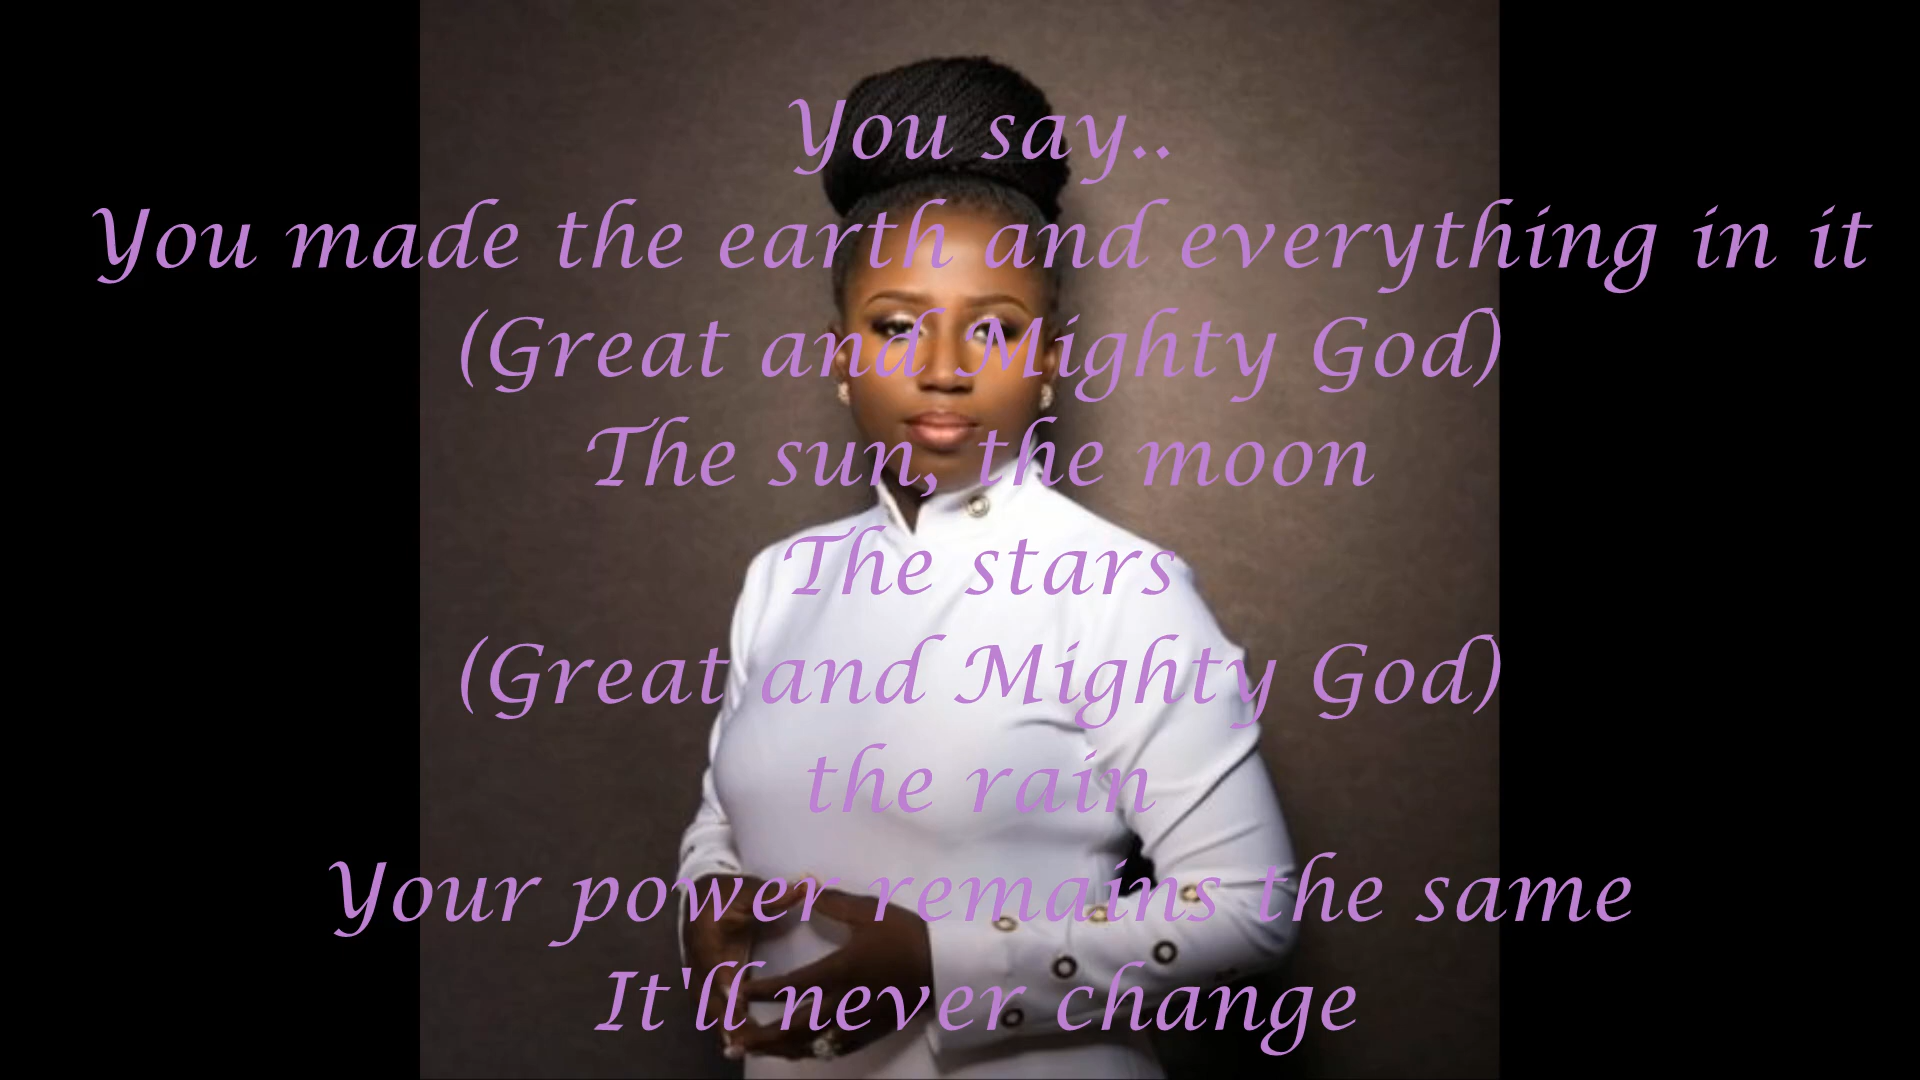 You say..
You made the earth and everything in it
(Great and Mighty God)
The sun, the moon
The stars
(Great and Mighty God)
the rain
Your power remains the same
It'll never change